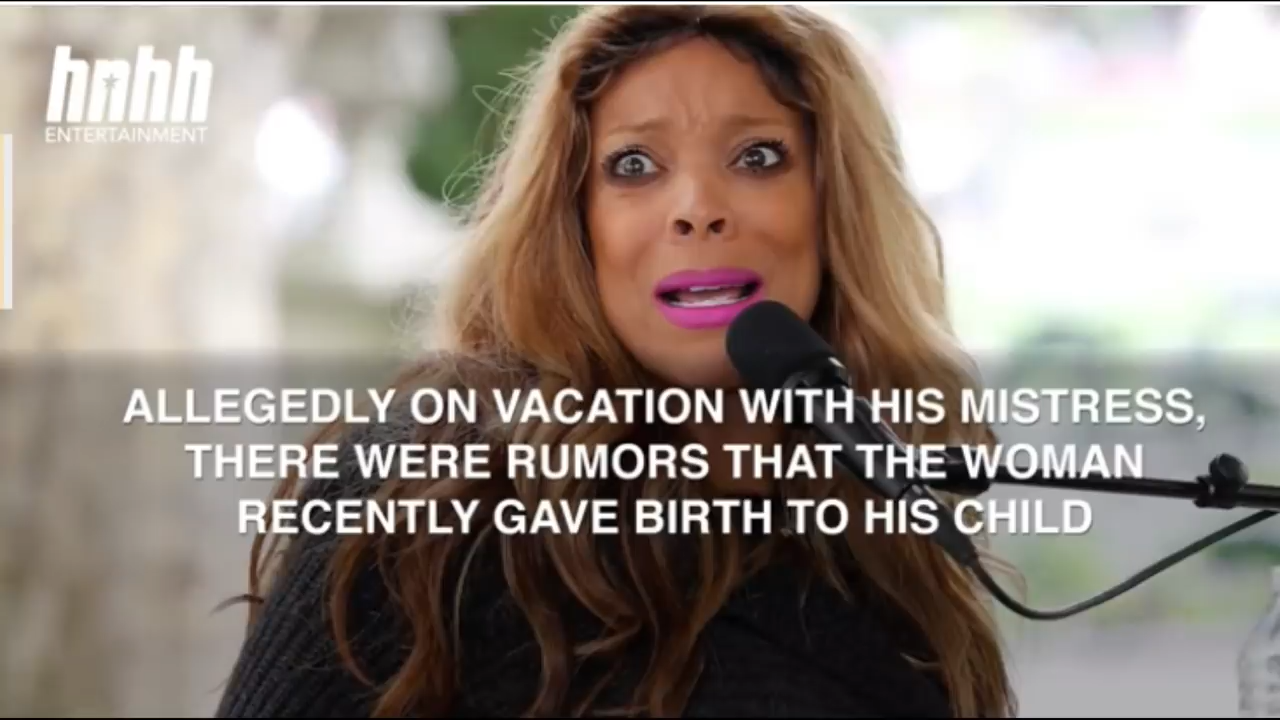 hnhh
ENTERTAINMENT
ALLEGEDLY ON VACATION WITH HIS MISTRESS,
THERE WERE RUMORS THAT THE WOMAN
RECENTLY GAVE BIRTH TO HIS CHILD